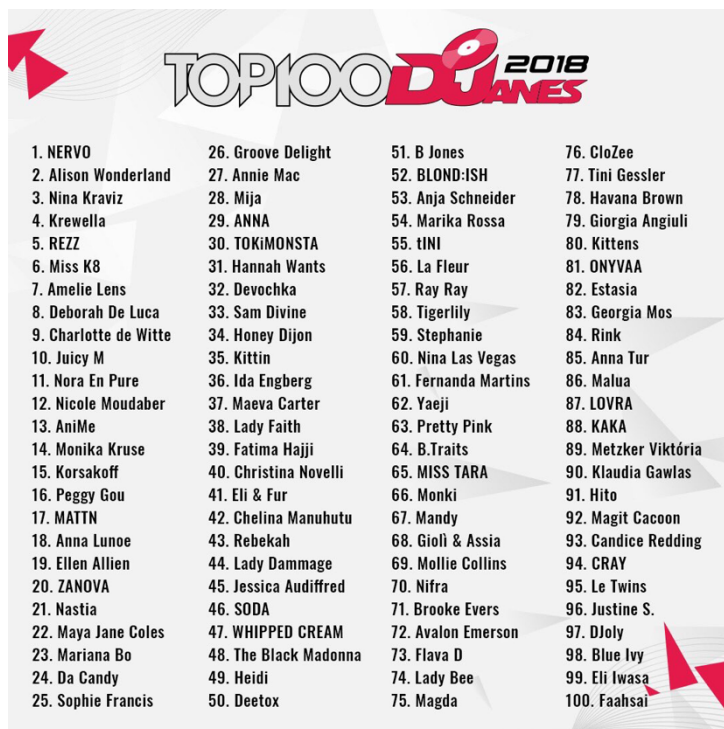 TOP100 DJANES 2018
1. NERVO
2. Alison Wonderland
3. Nina Kraviz
4. Krewella
5. REZZ
6. Miss K8
7. Amelie Lens
8. Deborah De Luca
9. Charlotte de Witte
10. Juicy M
11. Nora En Pure
12. Nicole Moudaber
13. AniMe
14. Monika Kruse
15. Korsakoff
16. Peggy Gou
17. MATTN
18. Anna Lunoe
19. Ellen Allien
20. ZANOVA
21. Nastia
22. Maya Jane Coles
23. Mariana Bo
24. Da Candy
25. Sophie Francis
26. Groove Delight
27. Annie Mac
28. Mija
29. ANNA
30. TOKiMONSTA
31. Hannah Wants
32. Devochka
33. Sam Divine
34. Honey Dijon
35. Kittin
36. Ida Engberg
37. Maeva Carter
38. Lady Faith
39. Fatima Hajji
40. Christina Novelli
41. Eli & Fur
42. Chelina Manuhutu
43. Rebekah
44. Lady Dammage
45. Jessica Audiffred
46. SODA
47. WHIPPED CREAM
48. The Black Madonna
49. Heidi
50. Deetox
51. B Jones
52. BLOND:ISH
53. Anja Schneider
54. Marika Rossa
55. tINI
56. La Fleur
57. Ray Ray
58. Tigerlily
59. Stephanie
60. Nina Las Vegas
61. Fernanda Martins
62. Yaeji
63. Pretty Pink
64. B.Traits
65. MISS TARA
66. Monki
67. Mandy
68. Giolì & Assia
69. Mollie Collins
70. Nifra
71. Brooke Evers
72. Avalon Emerson
73. Flava D
74. Lady Bee
75. Magda
76. CloZee
77. Tini Gessler
78. Havana Brown
79. Giorgia Angiuli
80. Kittens
81. ONYVAA
82. Estasia
83. Georgia Mos
84. Rink
85. Anna Tur
86. Malua
87. LOVRA
88. KAKA
89. Metzker Viktória
90. Klaudia Gawlas
91. Hito
92. Magit Cacoon
93. Candice Redding
94. CRAY
95. Le Twins
96. Justine S.
97. DJoly
98. Blue Ivy
99. Eli Iwasa
100. Faahsai